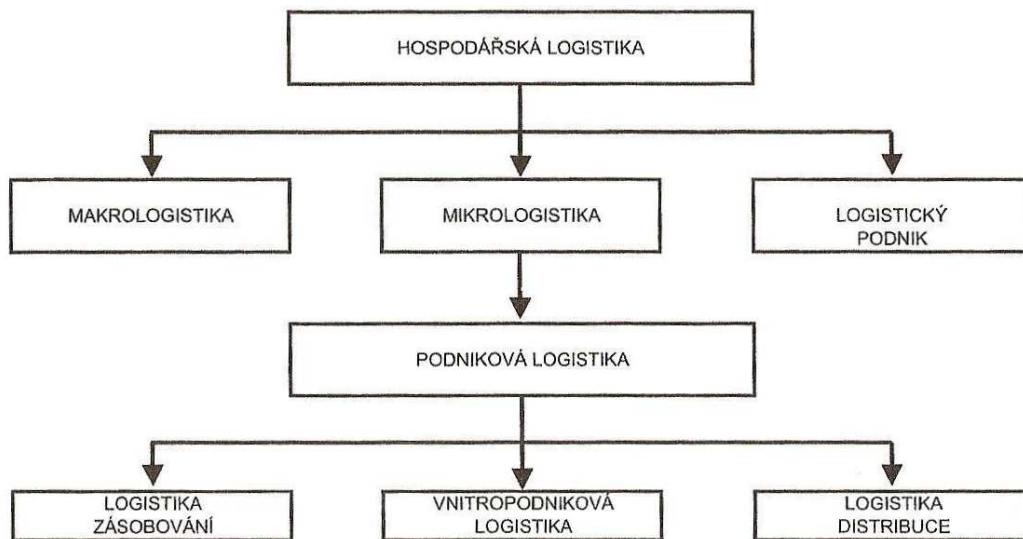 HOSPODÁŘSKÁ LOGISTIKA
MAKROLOGISTIKA
MIKROLOGISTIKA
LOGISTICKÝ
PODNIK
PODNIKOVÁ LOGISTIKA
LOGISTIKA
ZÁSOBOVÁNÍ
VNITROPODNIKOVÁ
LOGISTIKA
LOGISTIKA
DISTRIBUCE